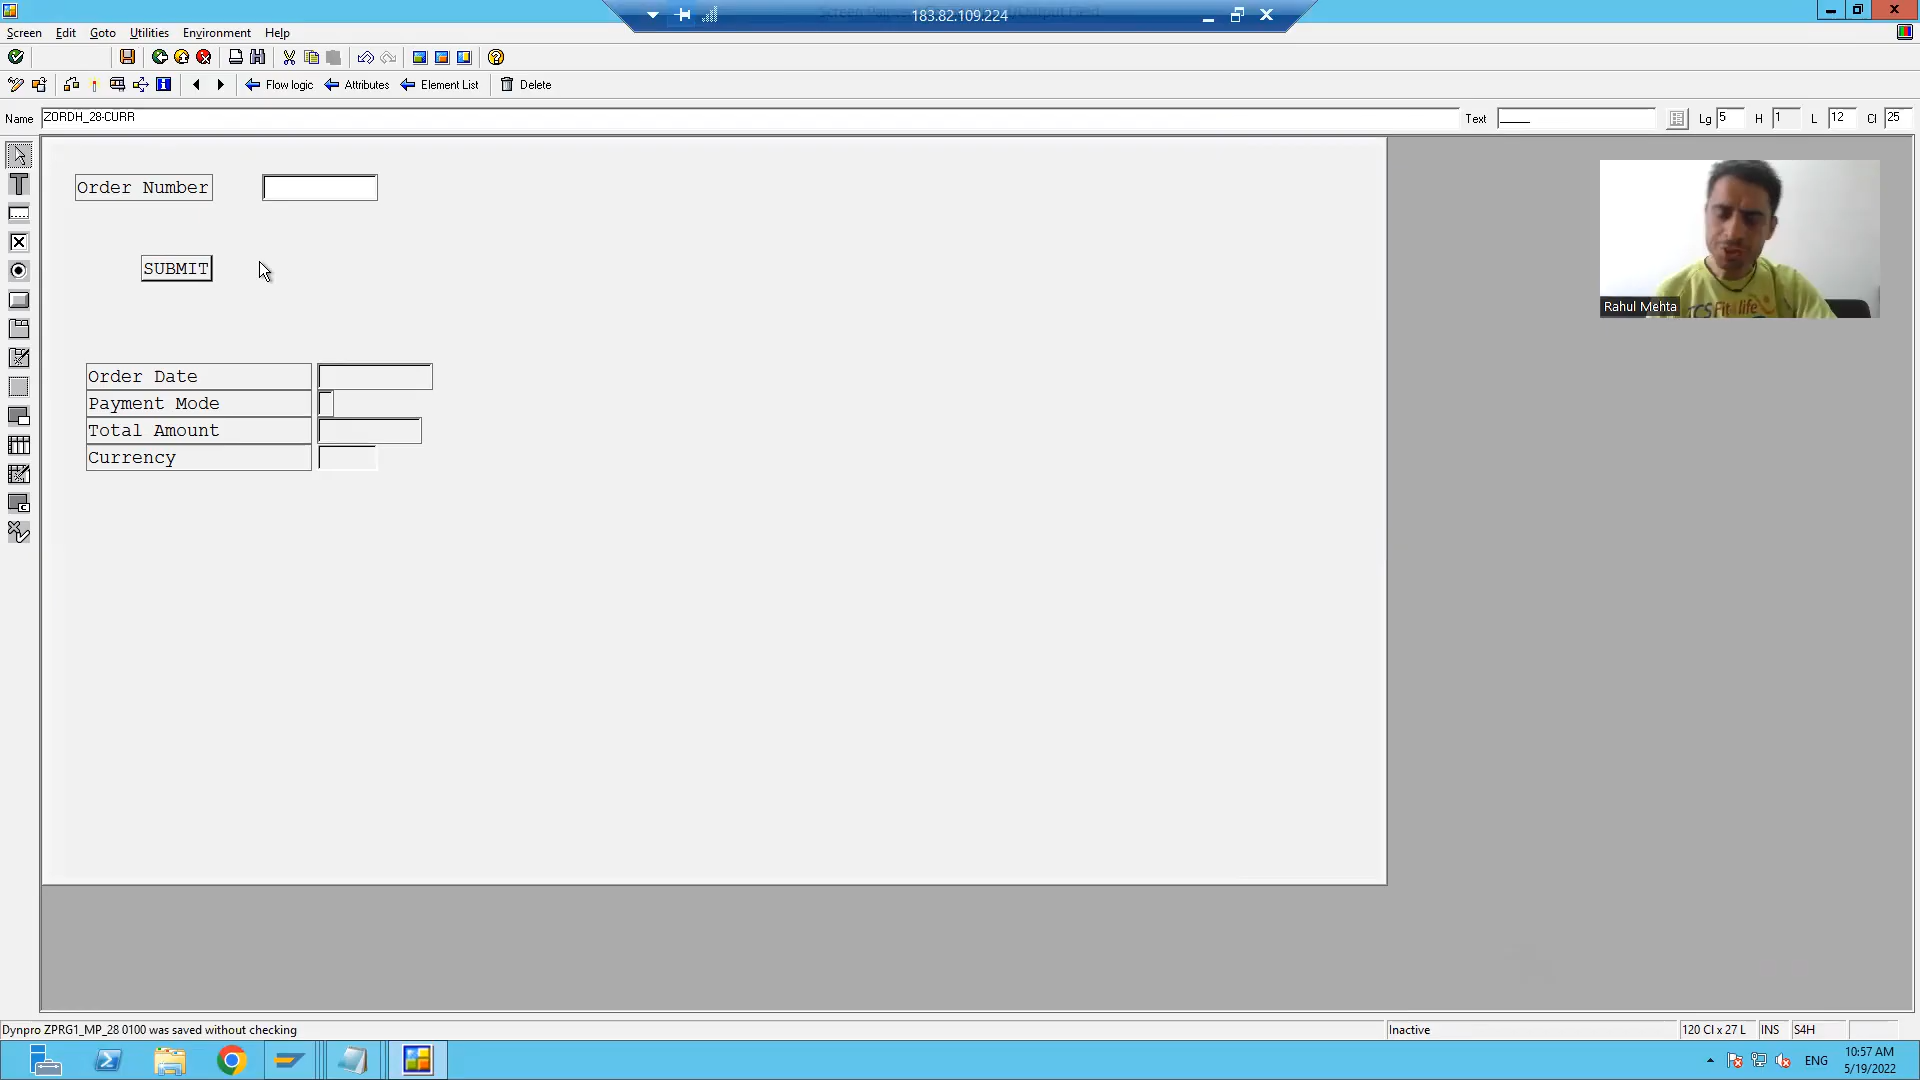 183.82.109.224
Screen Edit Goto Utilities Environment Help
Flow logic Attributes Element List Delete
Name ZORDH_28-CURR Text _____ Lg 5 H 1 L 12 Cl 25
Order Number
SUBMIT
Order Date
Payment Mode
Total Amount
Currency
Rahul Mehta
TCS Fit4life
Dynpro ZPRG1_MP_28 0100 was saved without checking Inactive 120 Cl x 27 L INS S4H
ENG 10:57 AM
5/19/2022